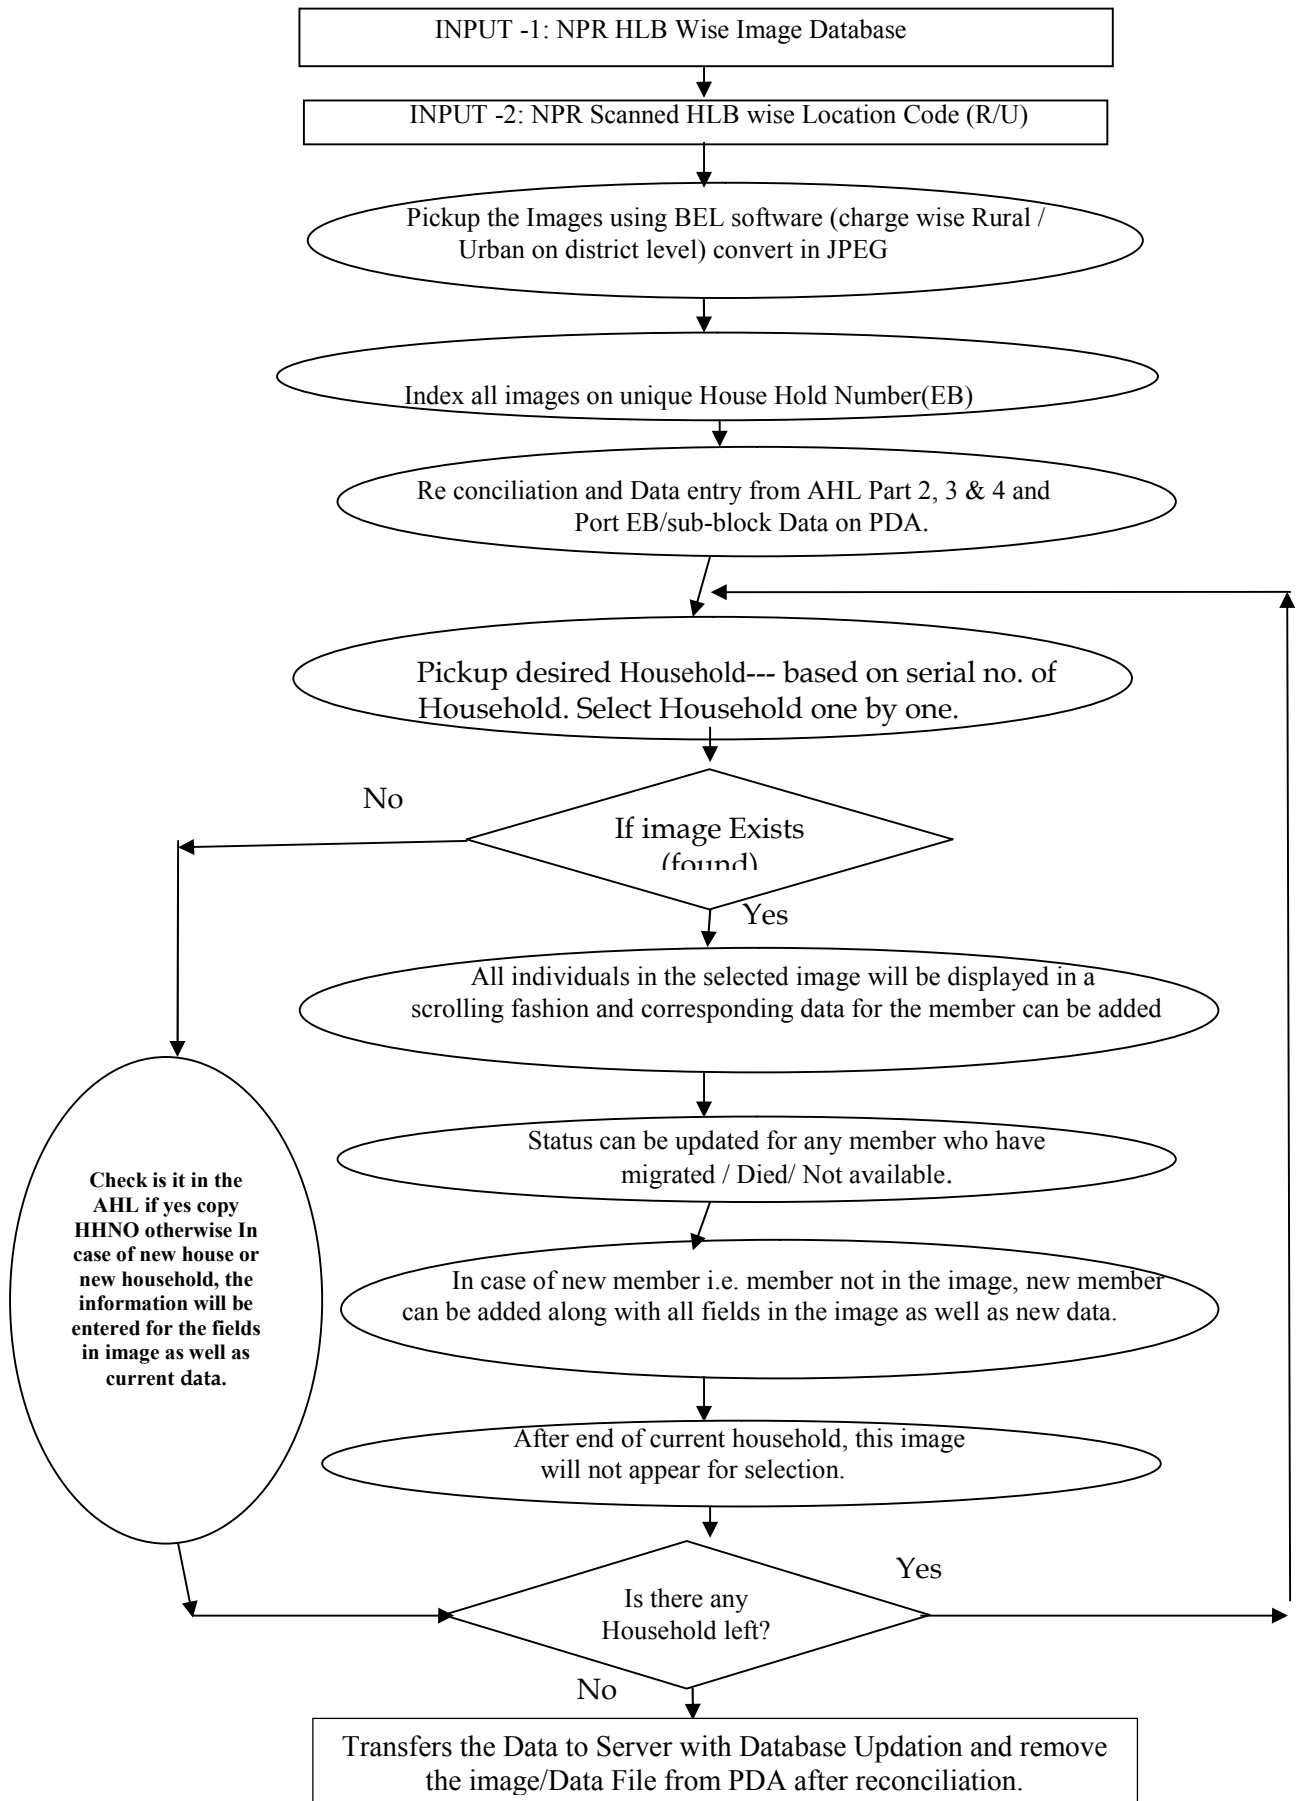 INPUT -1: NPR HLB Wise Image Database
INPUT -2: NPR Scanned HLB wise Location Code (R/U)
Pickup the Images using BEL software (charge wise Rural /
Urban on district level) convert in JPEG
Index all images on unique House Hold Number(EB)
Re conciliation and Data entry from AHL Part 2, 3 & 4 and
Port EB/sub-block Data on PDA.
Pickup desired Household--- based on serial no. of
Household. Select Household one by one.
No
If image Exists
(found)
Yes
All individuals in the selected image will be displayed in a
scrolling fashion and corresponding data for the member can be added
Status can be updated for any member who have
migrated / Died/ Not available.
Check is it in the
AHL if yes copy
HHNO otherwise In
case of new house or
new household, the
information will be
entered for the fields
in image as well as
current data.
In case of new member i.e. member not in the image, new member
can be added along with all fields in the image as well as new data.
After end of current household, this image
will not appear for selection.
Yes
Is there any
Household left?
No
Transfers the Data to Server with Database Updation and remove
the image/Data File from PDA after reconciliation.